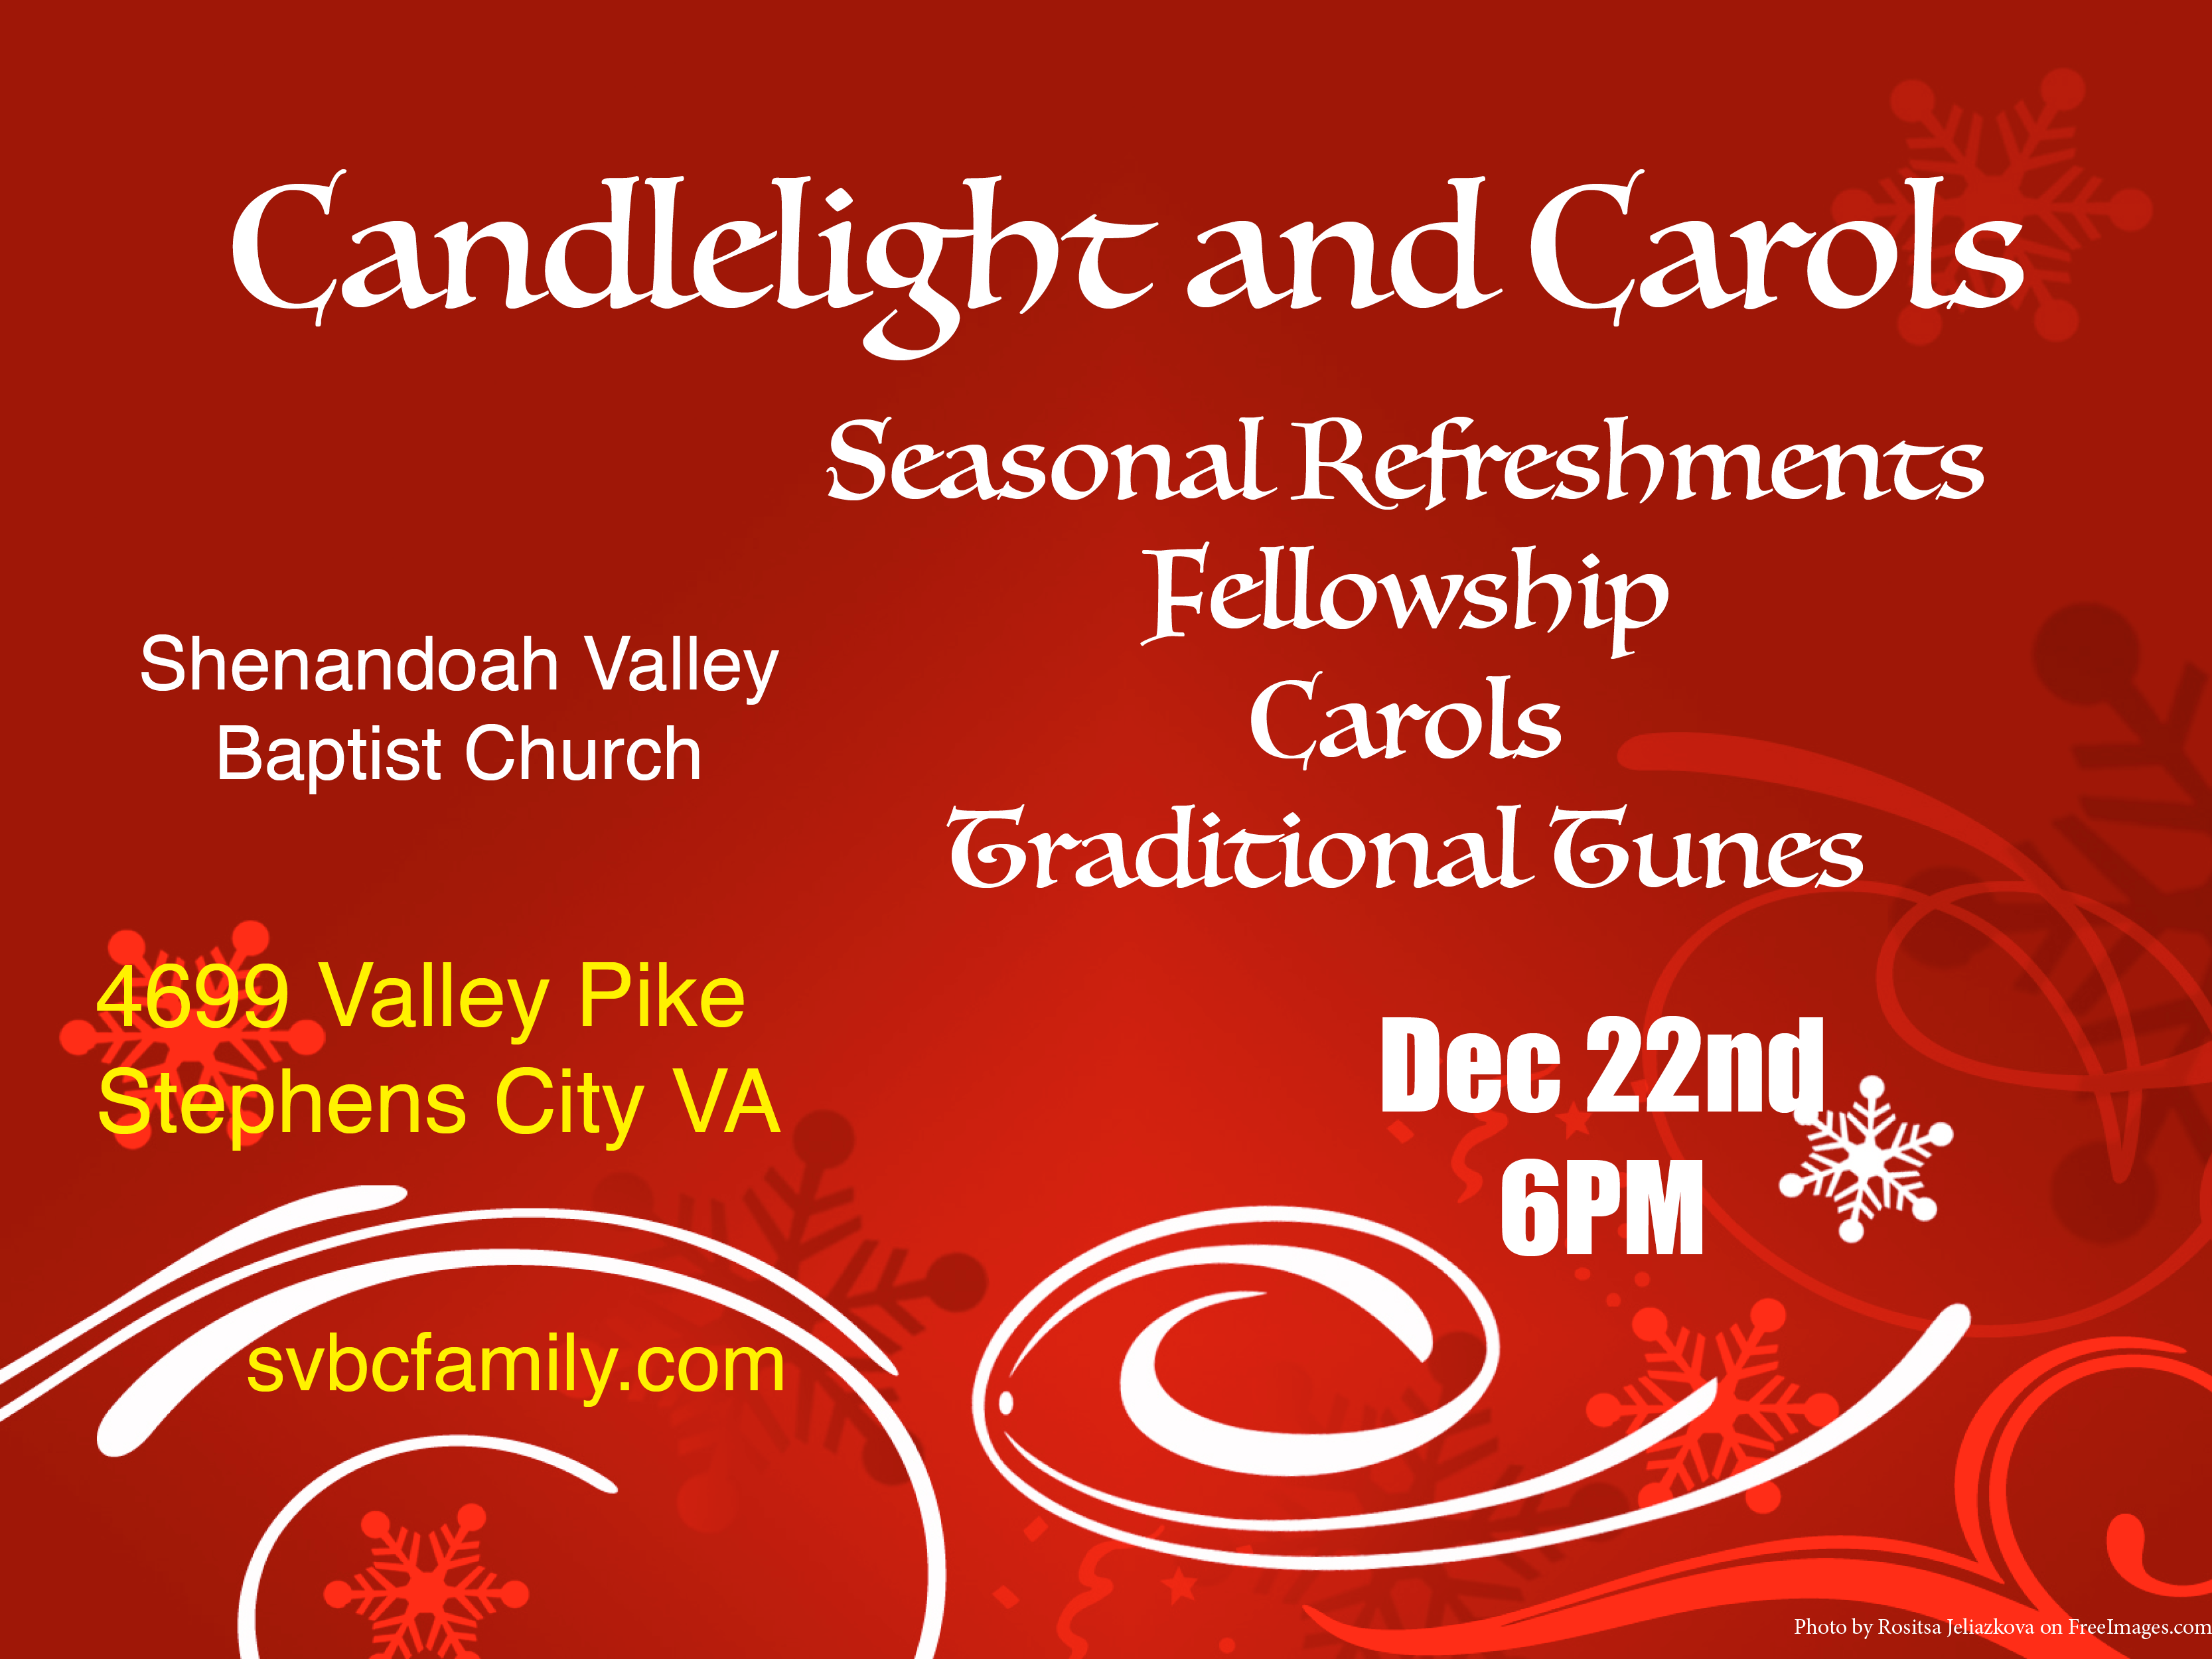 Candlelight and Carols
Seasonal Refreshments
Fellowship
Carols
Traditional Tunes
Shenandoah Valley
Baptist Church
4699 Valley Pike
Stephens City VA
Dec 22nd
6PM
svbcfamily.com
Photo by Rositsa Jeliazkova on FreeImages.com